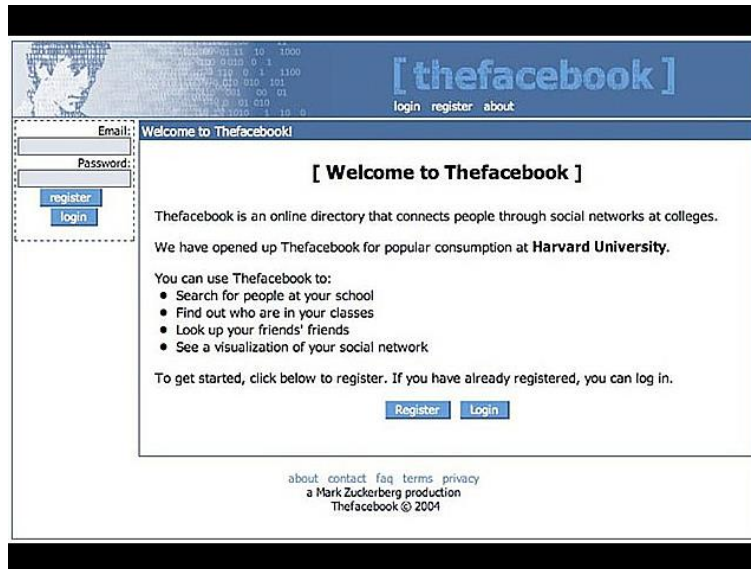 [ thefacebook ]
login register about
Email:
Password:
register
login
Welcome to Thefacebook!
[ Welcome to Thefacebook ]
Thefacebook is an online directory that connects people through social networks at colleges.
We have opened up Thefacebook for popular consumption at Harvard University.
You can use Thefacebook to:
• Search for people at your school
• Find out who are in your classes
• Look up your friends' friends
• See a visualization of your social network
To get started, click below to register. If you have already registered, you can log in.
Register Login
about contact faq terms privacy
a Mark Zuckerberg production
Thefacebook © 2004